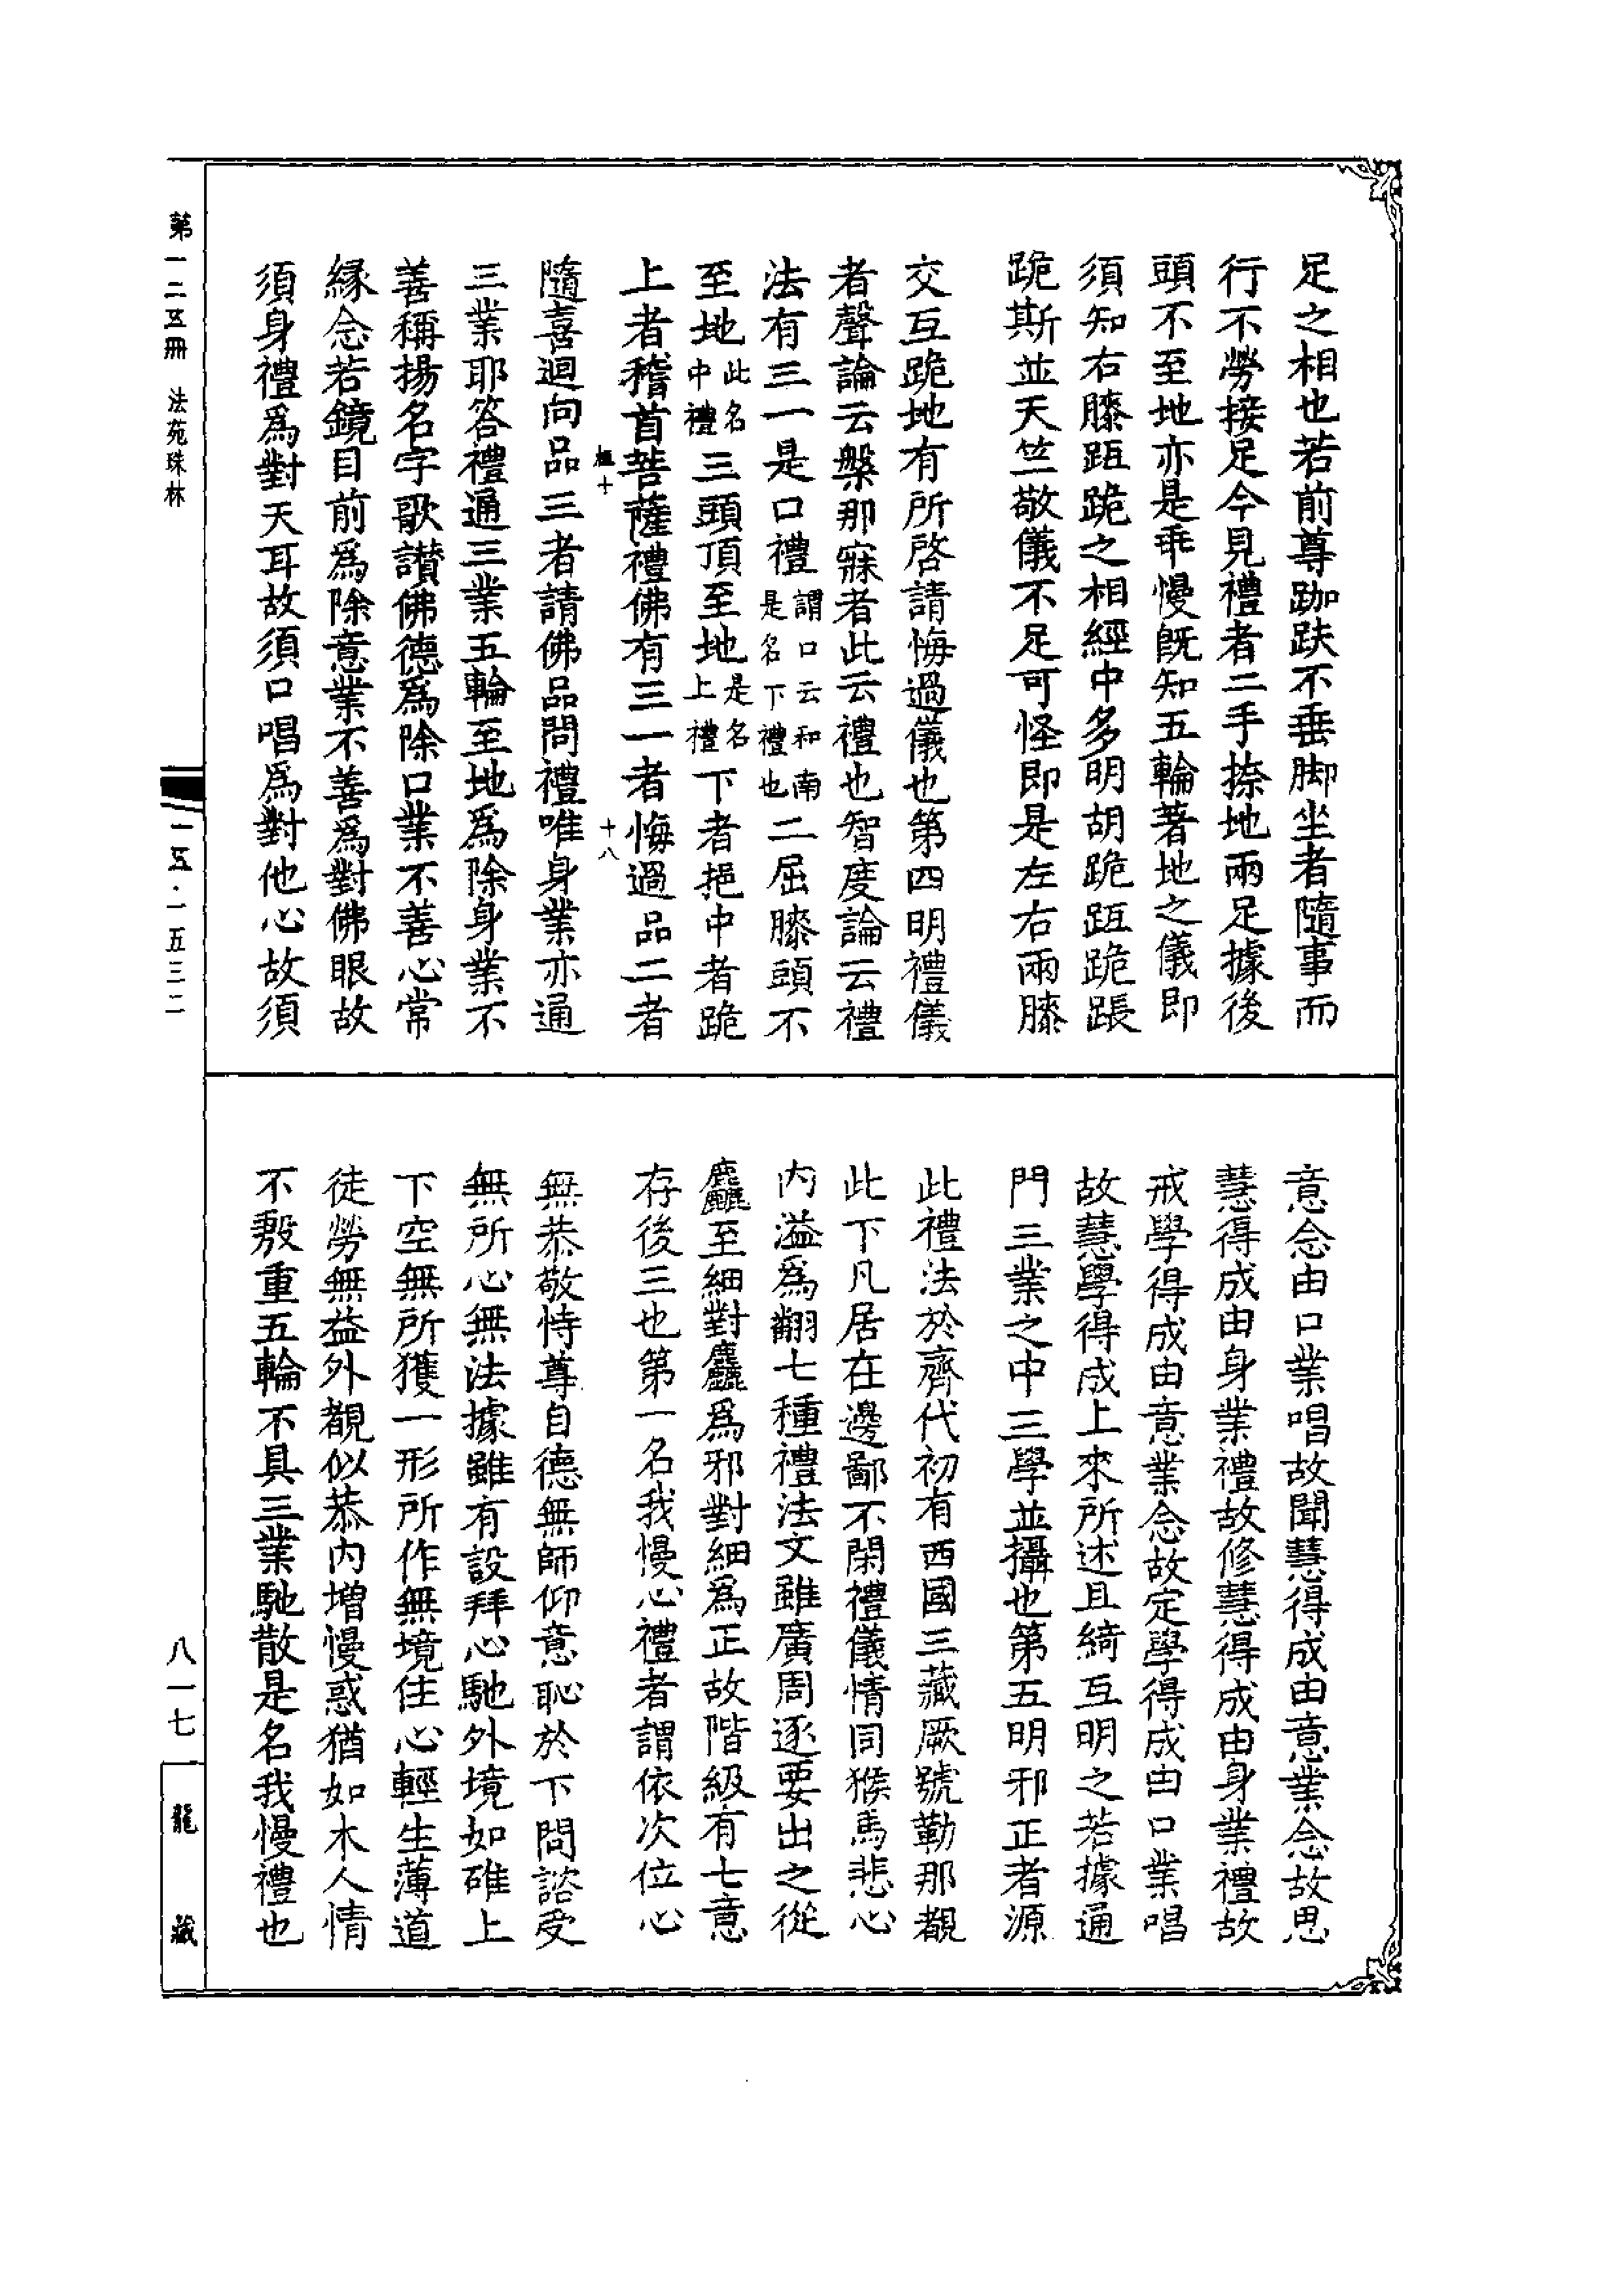 足之相也若前尊跏趺不垂脚坐者隨事而
行不勞接足今見禮者二手捺地兩足據後
頭不至地亦是乖慢旣知五輪著地之儀即
須知右膝跙跪之相經中多明胡跪跙跪踞
跪斯並天竺敬儀不足可怪即是左右兩膝
交互跪地有所啓請悔過儀也第四明禮儀
者聲論云槃那寐者此云禮也智度論云禮
法有三一是口禮謂口云和南是名下禮也二屈膝頭不
至地此名中禮三頭頂至地是名上禮下者挹中者跪
上者稽首菩薩禮佛有三一者悔過品二者
十八
隨喜迴向品三者請佛品問禮唯身業亦通
三業耶答禮通三業五輪至地爲除身業不
善稱揚名字歌讃佛德爲除口業不善心常
緣念若鏡目前爲除意業不善爲對佛眼故
須身禮爲對天耳故須口唱爲對他心故須
意念由口業唱故聞慧得成由意業念故思
慧得成由身業禮故修慧得成由身業禮故
戒學得成由意業念故定學得成由口業唱
故慧學得成上來所述且綺互明之若據通
門三業之中三學並攝也第五明邪正者源
此禮法於齊代初有西國三藏厥號勒那覩
此下凡居在邊鄙不閑禮儀情同猴馬悲心
內溢爲翻七種禮法文雖廣周逐要出之從
麤至細對麤爲邪對細爲正故階級有七意
存後三也第一名我慢心禮者謂依次位心
無恭敬恃尊自德無師仰意恥於下問諮受
無所心無法據雖有設拜心馳外境如碓上
下空無所獲一形所作無境住心輕生薄道
徒勞無益外覩似恭內增慢惑猶如木人情
不慇重五輪不具三業馳散是名我慢禮也
第一二五冊 法苑珠林
一五·一五三二
八一七
龍藏